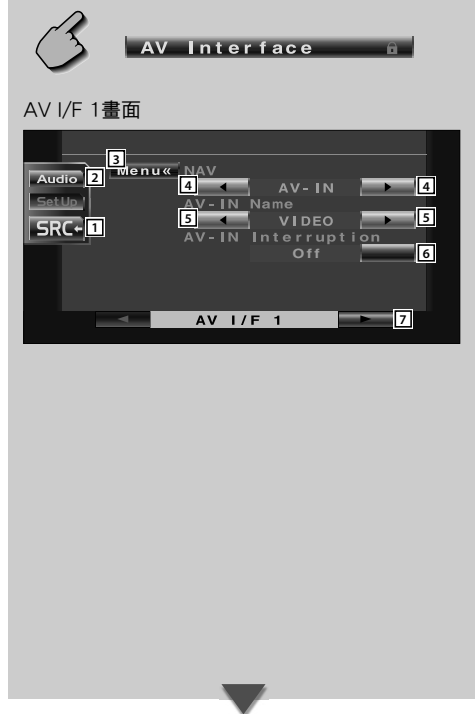 AV Interface
AV I/F 1畫面
3
Menu« NAV
Audio 2
4 ◄ AV-IN ► 4
SetUp
AV-IN Name
5 ◄ VIDEO ► 5
SRC 1
AV-IN Interruption
Off 6
◄ AV I/F 1 ► 7